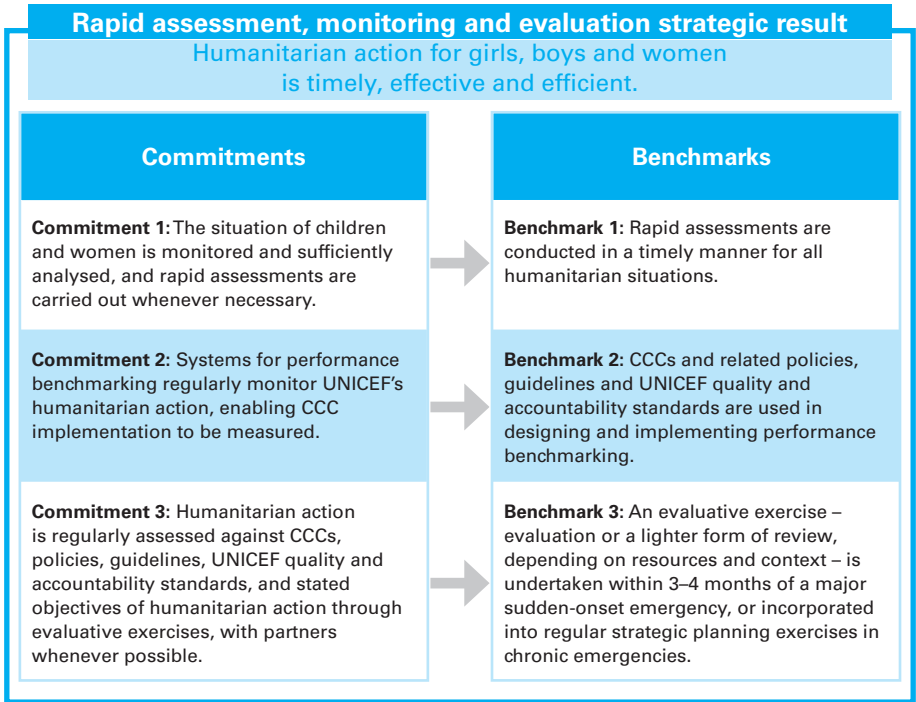 Rapid assessment, monitoring and evaluation strategic result
Humanitarian action for girls, boys and women
is timely, effective and efficient.
Commitments
Commitment 1: The situation of children
and women is monitored and sufficiently
analysed, and rapid assessments are
carried out whenever necessary.
Commitment 2: Systems for performance
benchmarking regularly monitor UNICEF's
humanitarian action, enabling CCC
implementation to be measured.
Commitment 3: Humanitarian action
is regularly assessed against CCCs,
policies, guidelines, UNICEF quality and
accountability standards, and stated
objectives of humanitarian action through
evaluative exercises, with partners
whenever possible.
Benchmarks
Benchmark 1: Rapid assessments are
conducted in a timely manner for all
humanitarian situations.
Benchmark 2: CCCs and related policies,
guidelines and UNICEF quality and
accountability standards are used in
designing and implementing performance
benchmarking.
Benchmark 3: An evaluative exercise –
evaluation or a lighter form of review,
depending on resources and context – is
undertaken within 3–4 months of a major
sudden-onset emergency, or incorporated
into regular strategic planning exercises in
chronic emergencies.